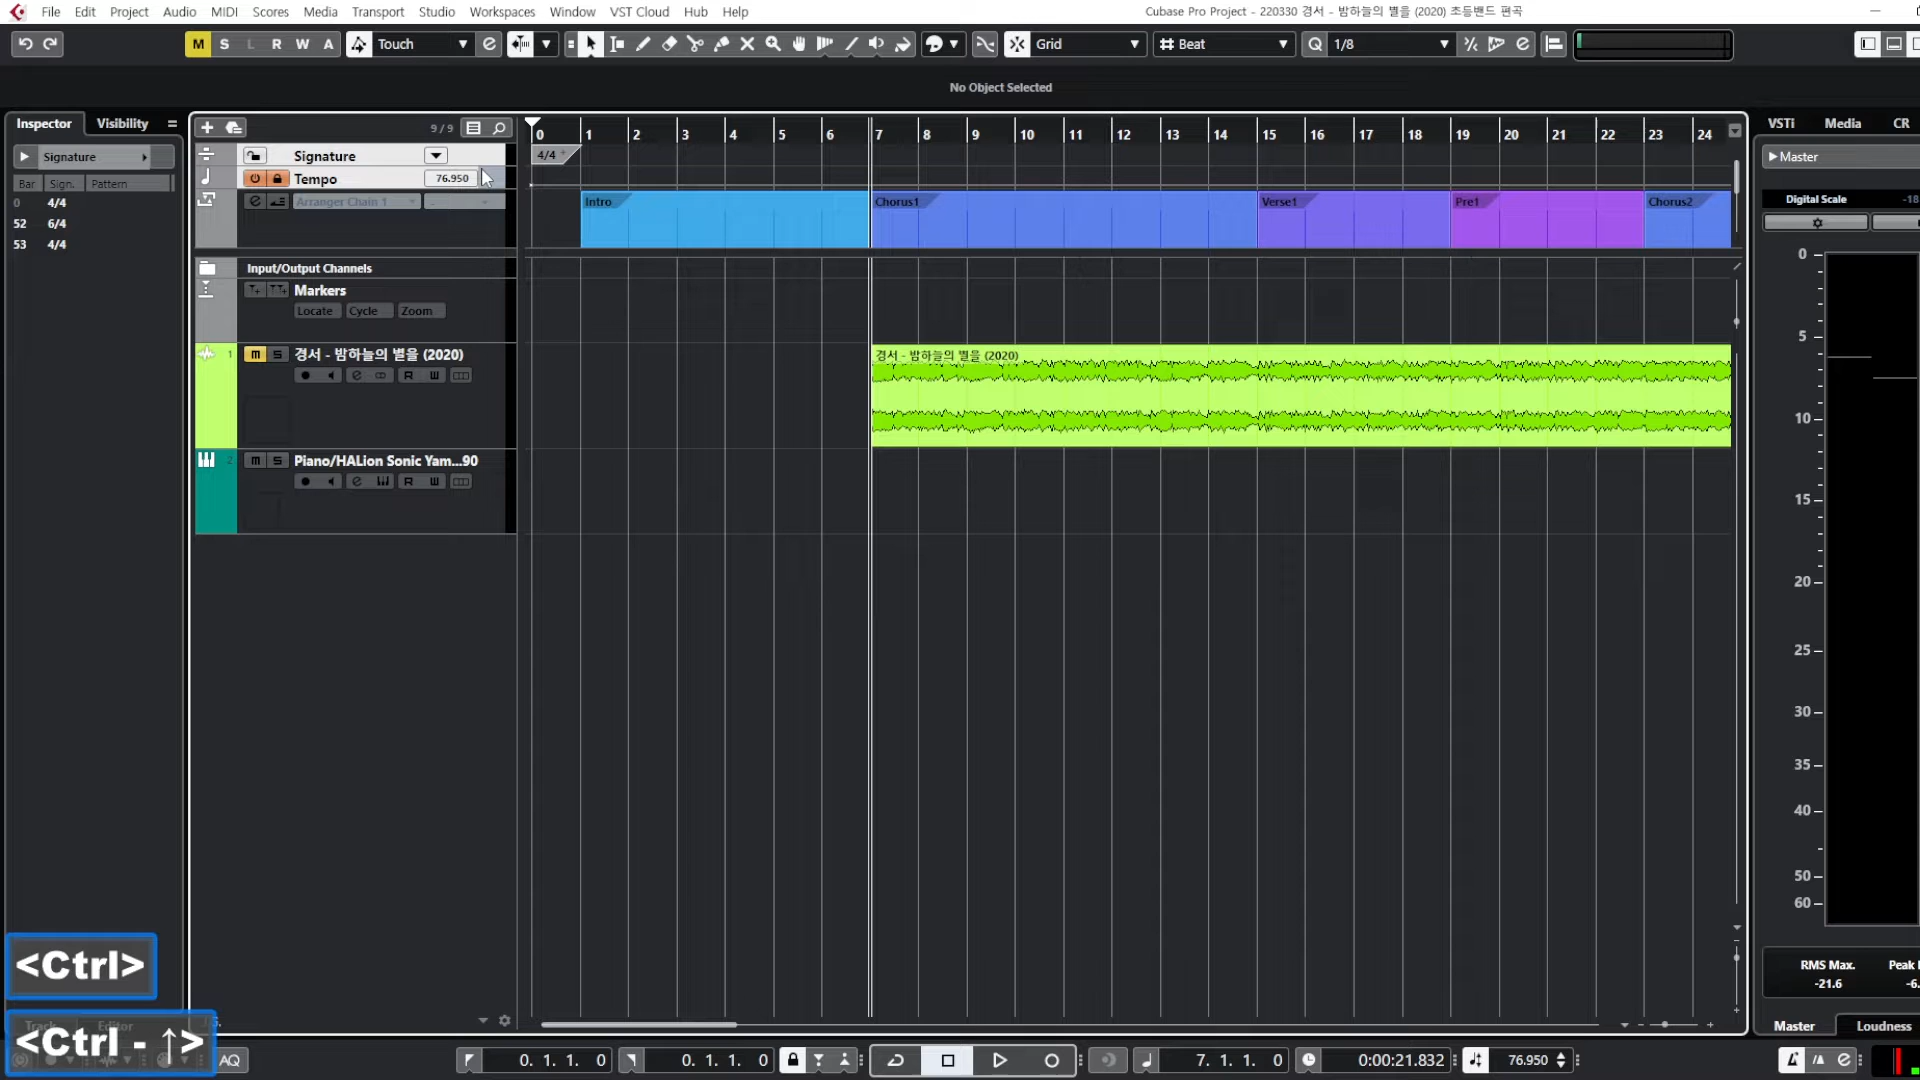 File Edit Project Audio MIDI Scores Media Transport Studio Workspaces Window VST Cloud Hub Help
Cubase Pro Project - 220330 경서 - 밤하늘의 별을 (2020) 초등밴드 편곡
M S L R W A Touch Grid Beat Q 1/8
No Object Selected
Inspector Visibility
Signature
Bar Sign. Pattern
0 4/4
52 6/4
53 4/4
9 / 9
Signature
Tempo 76.950
Arranger Chain 1
0 1 2 3 4 5 6 7 8 9 10 11 12 13 14 15 16 17 18 19 20 21 22 23 24
4/4
Intro Chorus1 Verse1 Pre1 Chorus2
Input/Output Channels
Markers
Locate Cycle Zoom
1 m S 경서 - 밤하늘의 별을 (2020)
R W
경서 - 밤하늘의 별을 (2020)
2 m S Piano/HALion Sonic Yam...90
R W
VSTi Media CR
Master
Digital Scale -18
0
5
10
15
20
25
30
35
40
50
60
RMS Max. Peak
-21.6 -6.
Master Loudness
<Ctrl>
Track Editor
<Ctrl - ↑>
AQ
0. 1. 1. 0
0. 1. 1. 0
7. 1. 1. 0
0:00:21.832
76.950